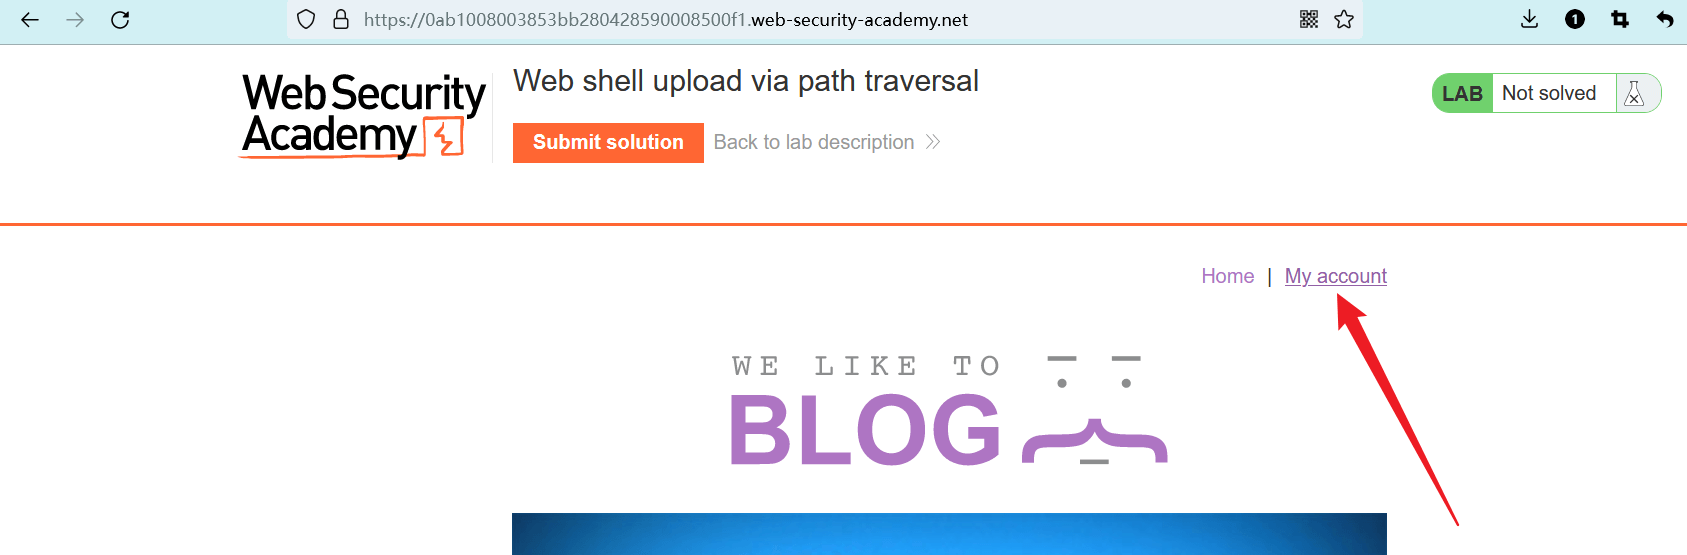 https://0ab1008003853bb280428590008500f1.web-security-academy.net
1
Web Security
Academy
Web shell upload via path traversal
Submit solution
Back to lab description
LAB
Not solved
Home | My account
WE LIKE TO
BLOG